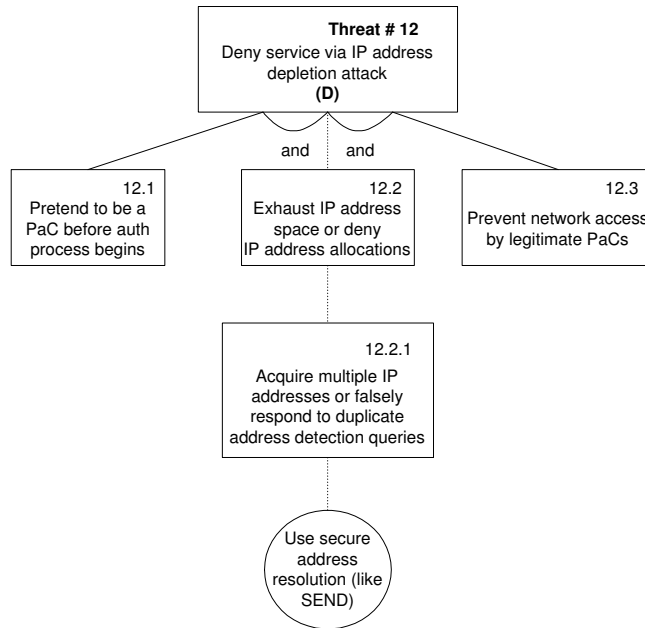 Threat # 12
Deny service via IP address
depletion attack
(D)
and
and
12.1
Pretend to be a
PaC before auth
process begins
12.2
Exhaust IP address
space or deny
IP address allocations
12.3
Prevent network access
by legitimate PaCs
12.2.1
Acquire multiple IP
addresses or falsely
respond to duplicate
address detection queries
Use secure
address
resolution (like
SEND)